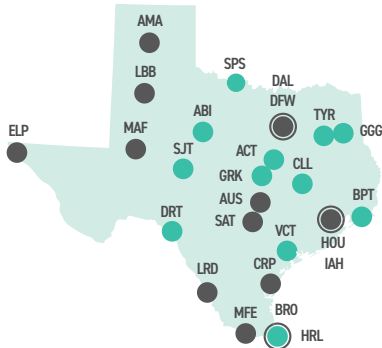 AMA
SPS
DAL
LBB
DFW
ABI
TYR
GGG
ELP
MAF
SJT
ACT
GRK
CLL
AUS
BPT
DRT
SAT
VCT
HOU
IAH
LRD
CRP
MFE
BRO
HRL